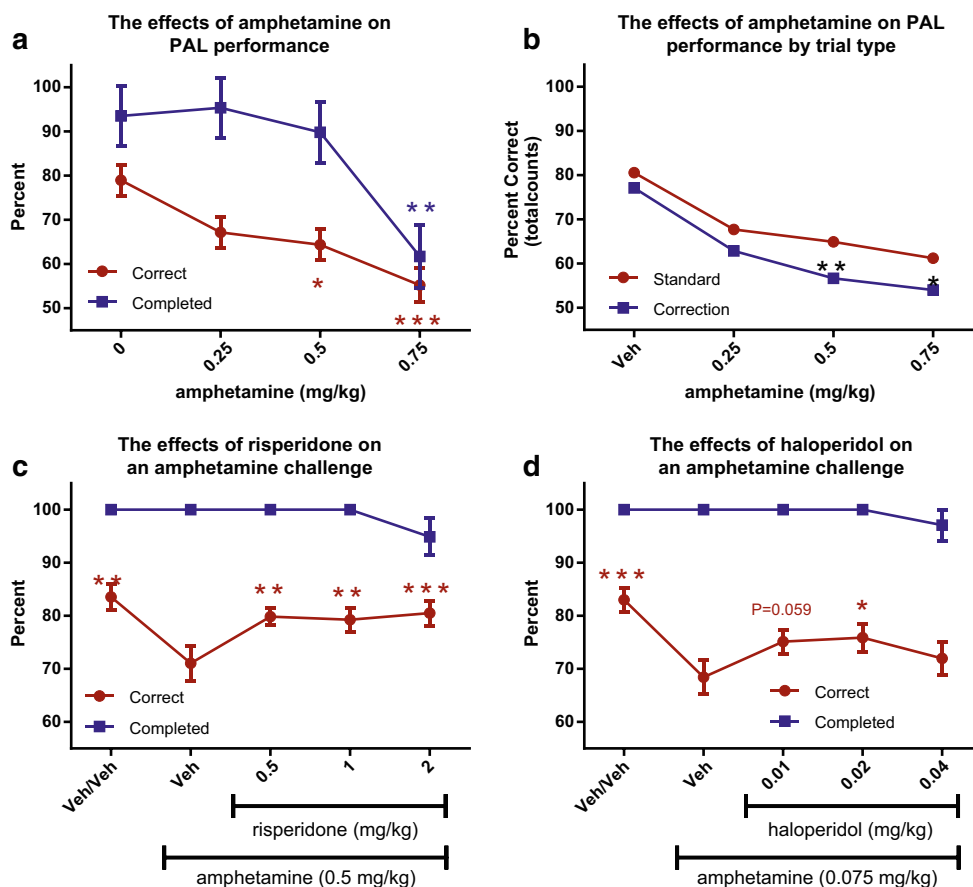 a
The effects of amphetamine on
PAL performance
100
90
80
70
60
50
Percent
**
*
***
Correct
Completed
0
0.25
0.5
0.75
amphetamine (mg/kg)
b
The effects of amphetamine on PAL
performance by trial type
100
90
80
70
60
50
Percent Correct
(totalcounts)
**
*
Standard
Correction
Veh
0.25
0.5
0.75
amphetamine (mg/kg)
c
The effects of risperidone on
an amphetamine challenge
100
90
80
70
60
Percent
**
**
**
***
Correct
Completed
Veh/Veh
Veh
0.5
1
2
risperidone (mg/kg)
amphetamine (0.5 mg/kg)
d
The effects of haloperidol on
an amphetamine challenge
100
90
80
70
60
Percent
***
P=0.059
*
Correct
Completed
Veh/Veh
Veh
0.01
0.02
0.04
haloperidol (mg/kg)
amphetamine (0.075 mg/kg)